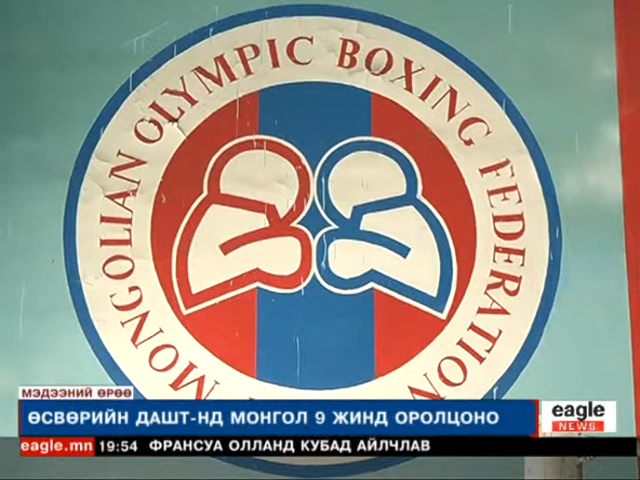 MONGOLIAN OLYMPIC BOXING FEDERATION
МЭДЭЭНИЙ ӨРӨӨ
ӨСВӨРИЙН ДАШТ-НД МОНГОЛ 9 ЖИНД ОРОЛЦОНО
eagle
NEWS
eagle.mn 19:54 ФРАНСУА ОЛЛАНД КУБАД АЙЛЧЛАВ